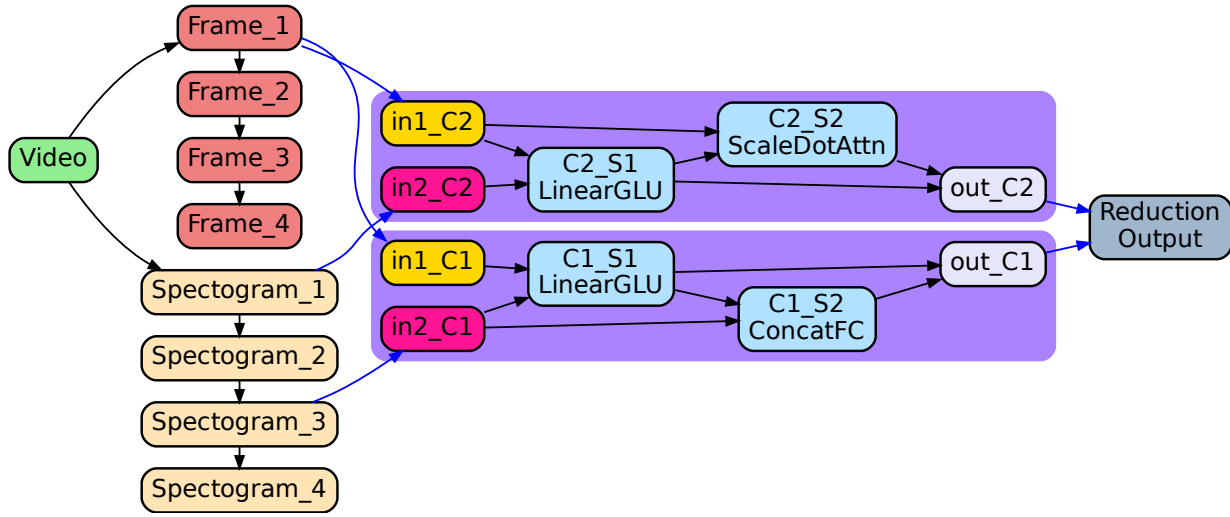 Video
Frame_1
Frame_2
Frame_3
Frame_4
Spectogram_1
Spectogram_2
Spectogram_3
Spectogram_4
in1_C2
in2_C2
C2_S1
LinearGLU
C2_S2
ScaleDotAttn
out_C2
in1_C1
in2_C1
C1_S1
LinearGLU
C1_S2
ConcatFC
out_C1
Reduction
Output